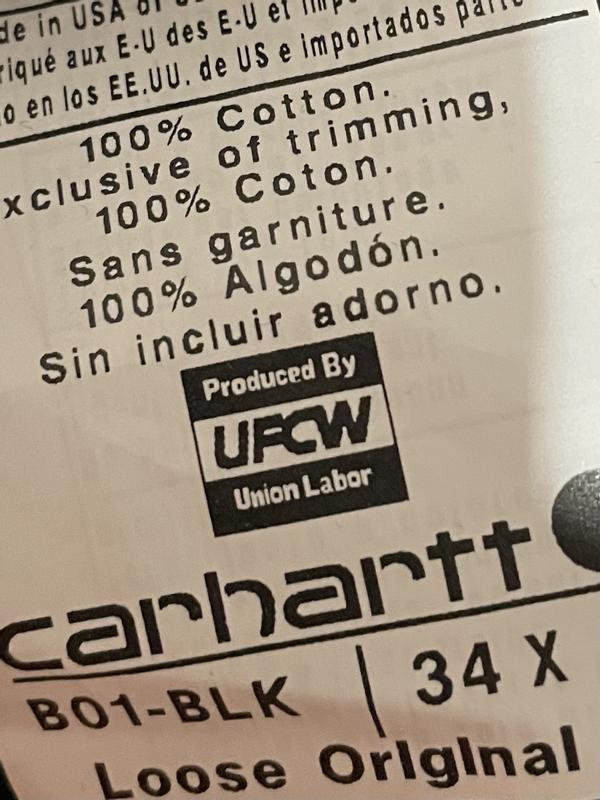 de in USA of
riqué aux E-U des E-U et imp
o en los EE.UU. de US e importados
100% Cotton.
xclusive of trimming,
100% Coton.
Sans garniture.
100% Algodón.
Sin incluir adorno.
Produced By
UFCW
Union Labor
carhartt
B01-BLK | 34 X
Loose Original